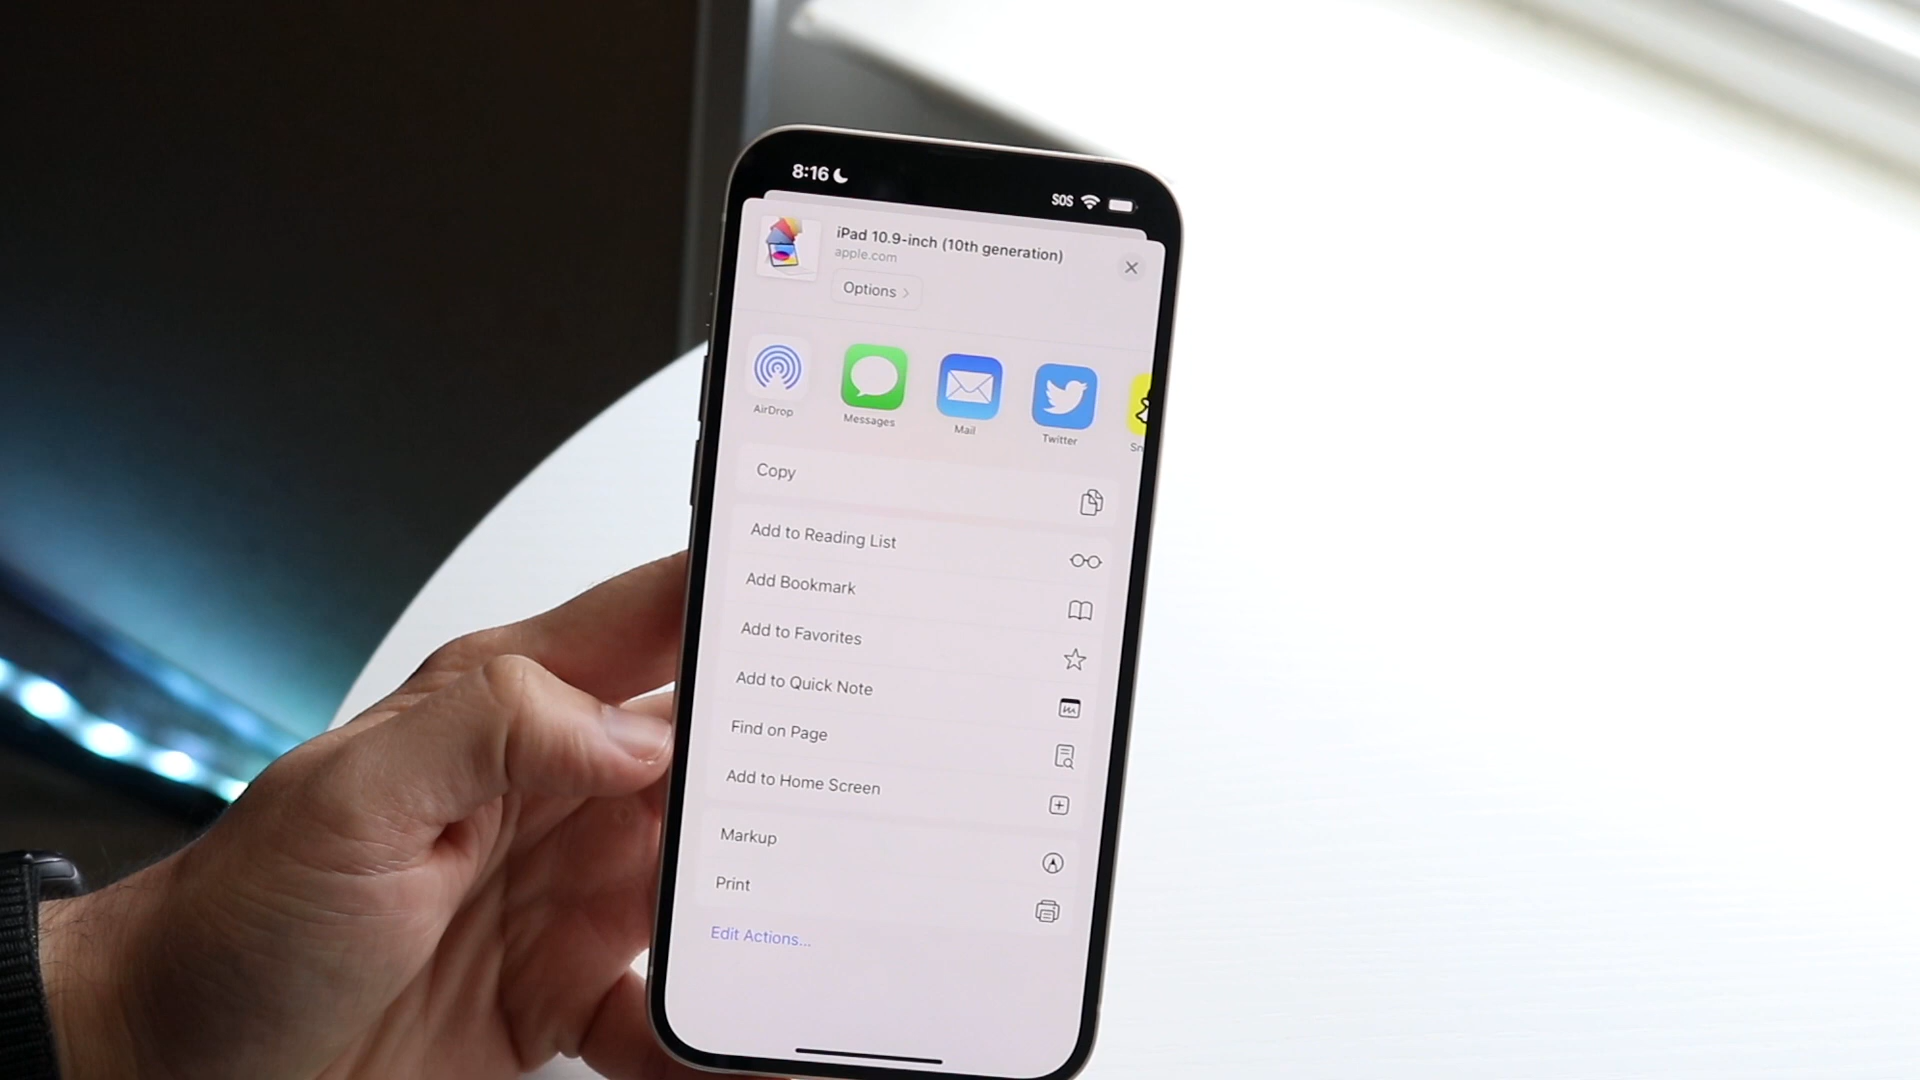 8:16
SOS
iPad 10.9-inch (10th generation)
apple.com
Options
AirDrop
Messages
Mail
Twitter
Sn
Copy
Add to Reading List
Add Bookmark
Add to Favorites
Add to Quick Note
Find on Page
Add to Home Screen
Markup
Print
Edit Actions...